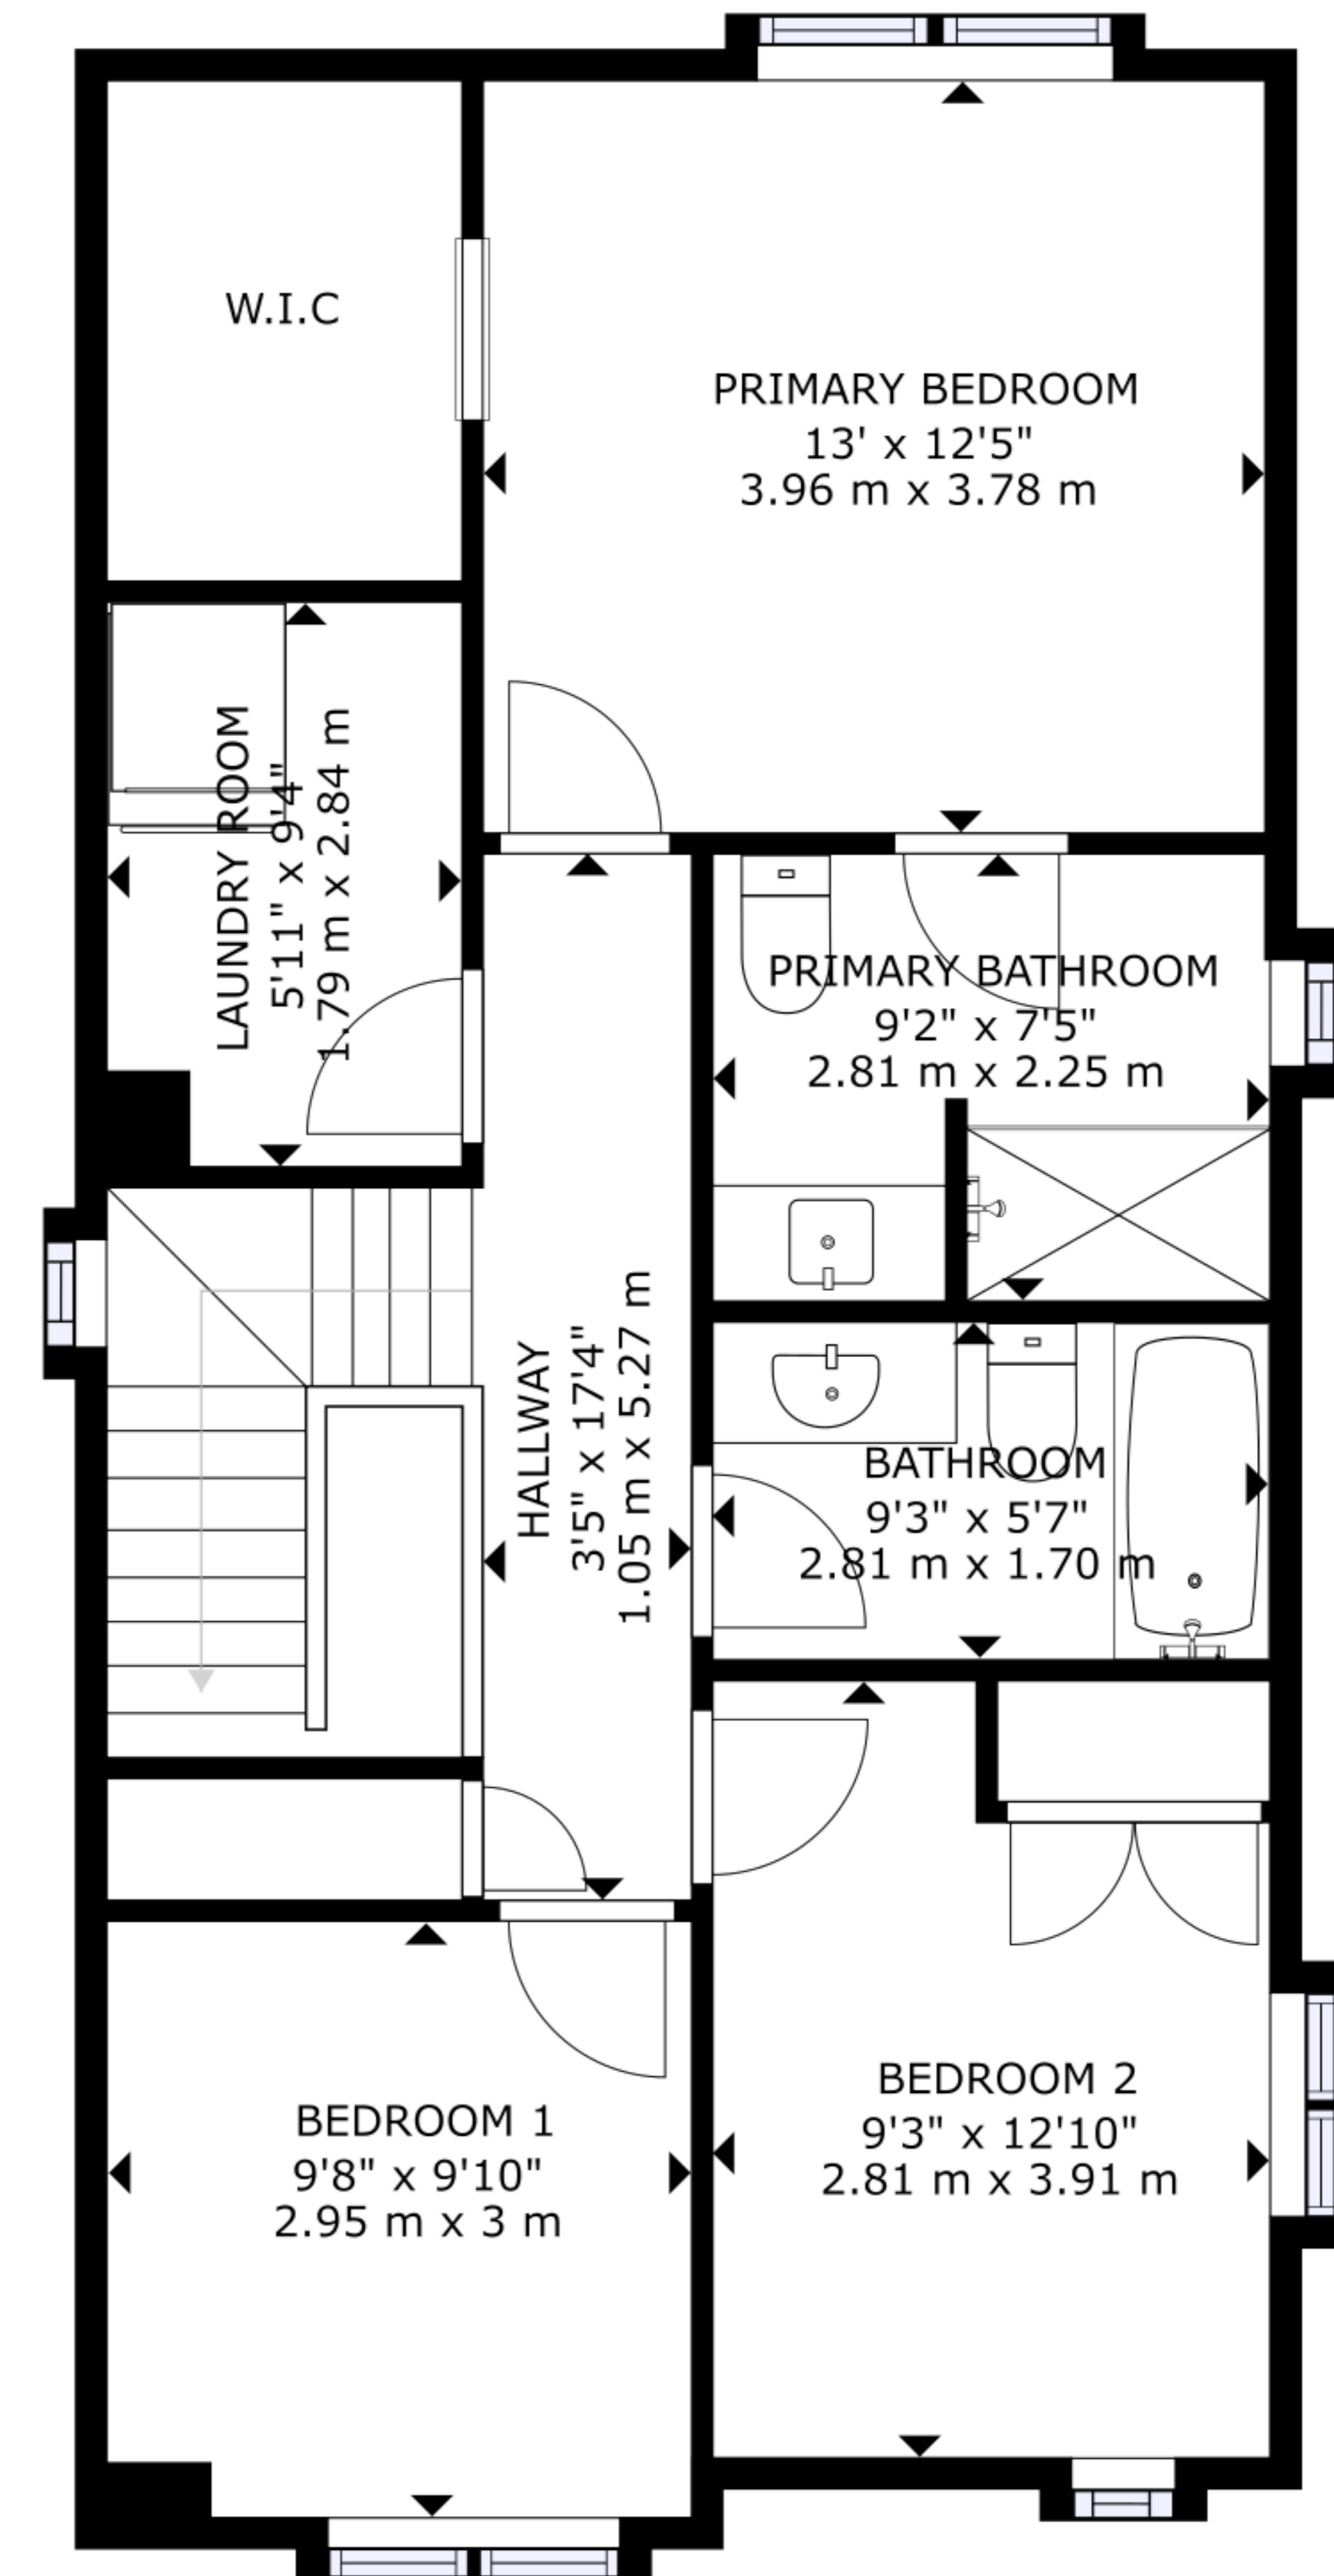 W.I.C
PRIMARY BEDROOM
13' x 12'5"
3.96 m x 3.78 m
LAUNDRY ROOM
5'11" x 9'4"
1.79 m x 2.84 m
PRIMARY BATHROOM
9'2" x 7'5"
2.81 m x 2.25 m
HALLWAY
3'5" x 17'4"
1.05 m x 5.27 m
BATHROOM
9'3" x 5'7"
2.81 m x 1.70 m
BEDROOM 1
9'8" x 9'10"
2.95 m x 3 m
BEDROOM 2
9'3" x 12'10"
2.81 m x 3.91 m